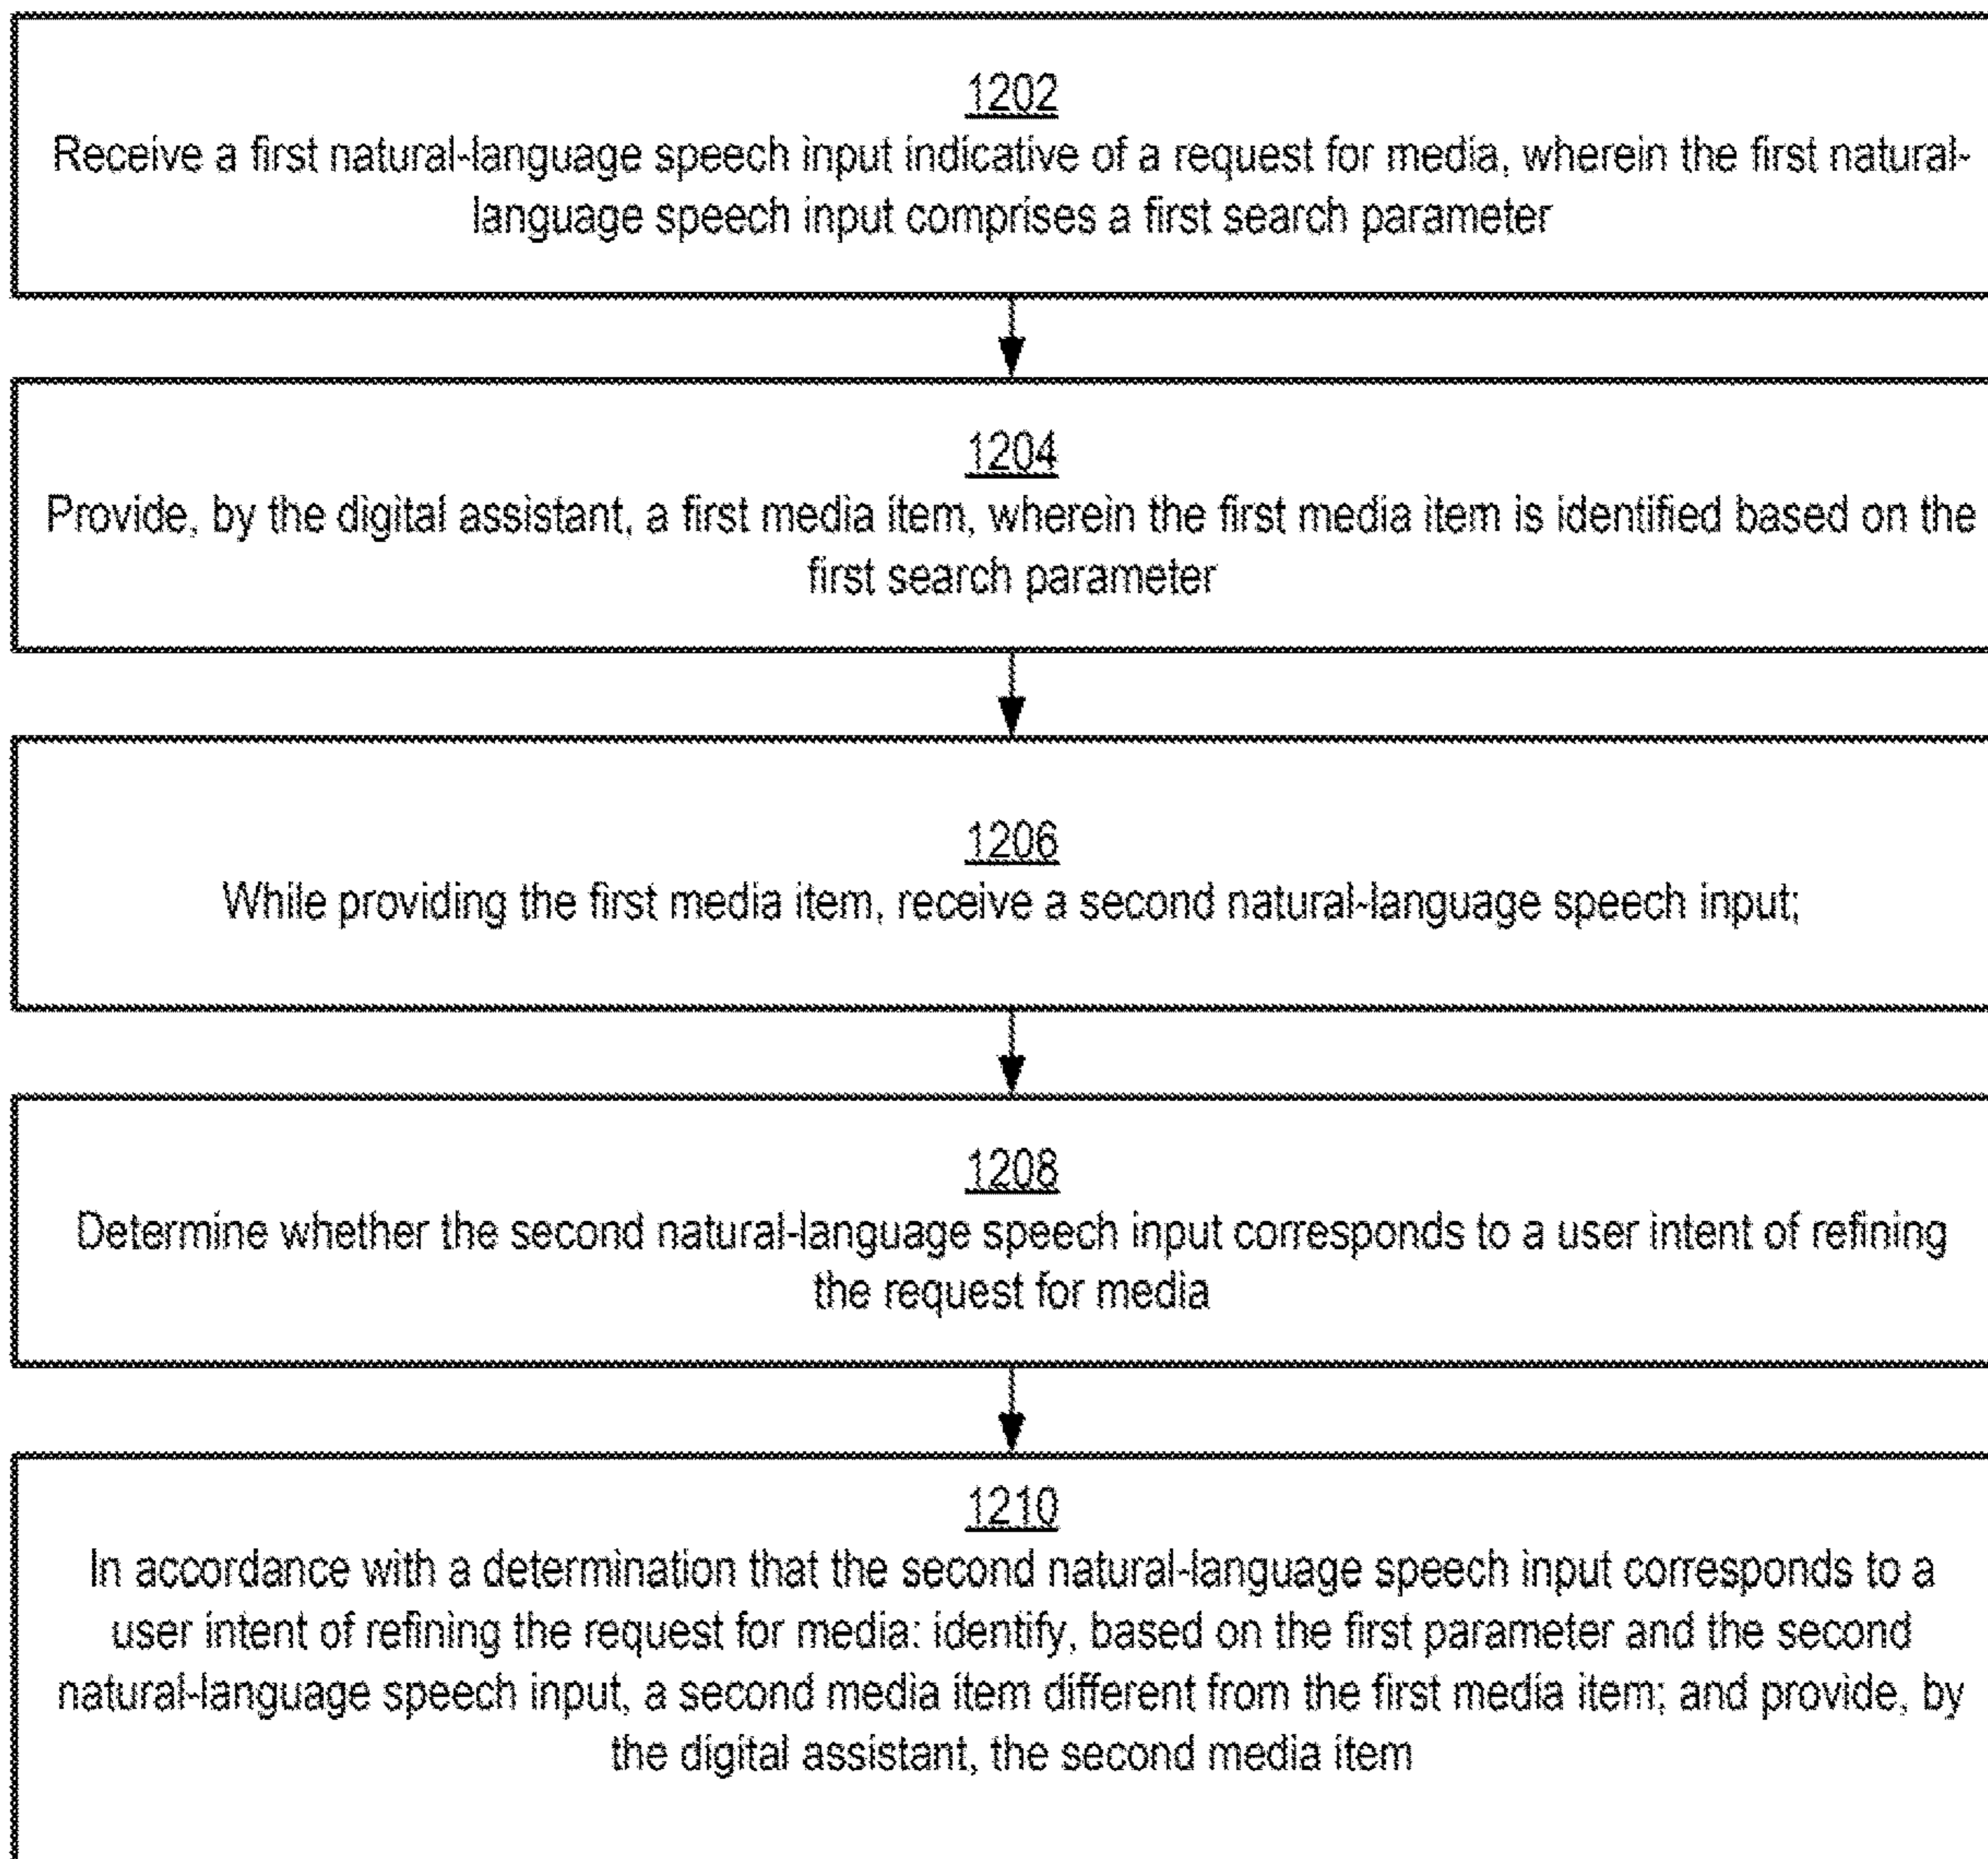 1202
Receive a first natural-language speech input indicative of a request for media, wherein the first natural-
language speech input comprises a first search parameter
1204
Provide, by the digital assistant, a first media item, wherein the first media item is identified based on the
first search parameter
1206
While providing the first media item, receive a second natural-language speech input;
1208
Determine whether the second natural-language speech input corresponds to a user intent of refining
the request for media
1210
In accordance with a determination that the second natural-language speech input corresponds to a
user intent of refining the request for media: identify, based on the first parameter and the second
natural-language speech input, a second media item different from the first media item; and provide, by
the digital assistant, the second media item